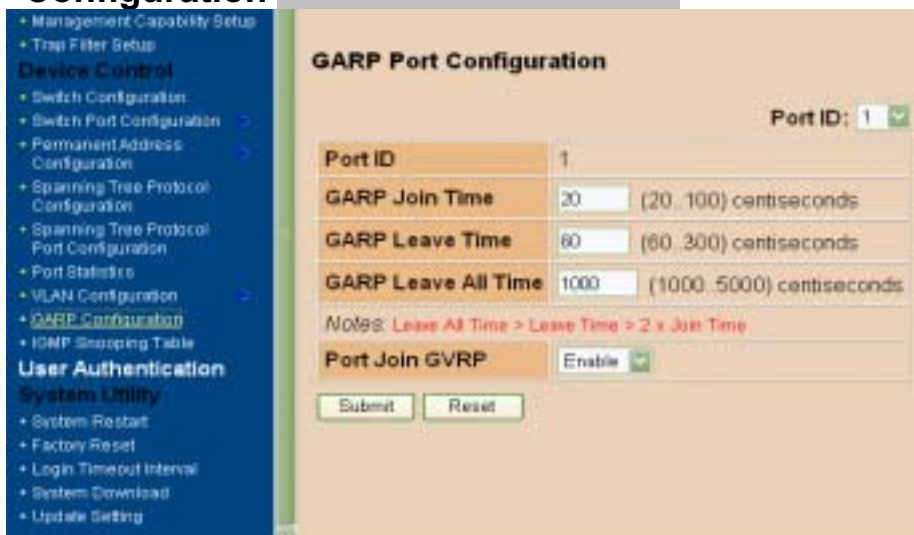 Configuration
• Management Capability Setup
• Trap Filter Setup
Device Control
• Switch Configuration
• Switch Port Configuration
• Permanent Address
Configuration
• Spanning Tree Protocol
Configuration
• Spanning Tree Protocol
Port Configuration
• Port Statistics
• VLAN Configuration
• GARP Configuration
• IGMP Snooping Table
User Authentication
System Utility
• System Restart
• Factory Reset
• Login Timeout Interval
• System Download
• Update Setting
GARP Port Configuration
Port ID: 1
Port ID 1
GARP Join Time 20 (20..100) centiseconds
GARP Leave Time 60 (60..300) centiseconds
GARP Leave All Time 1000 (1000..5000) centiseconds
Notes: Leave All Time > Leave Time > 2 x Join Time
Port Join GVRP Enable
Submit Reset